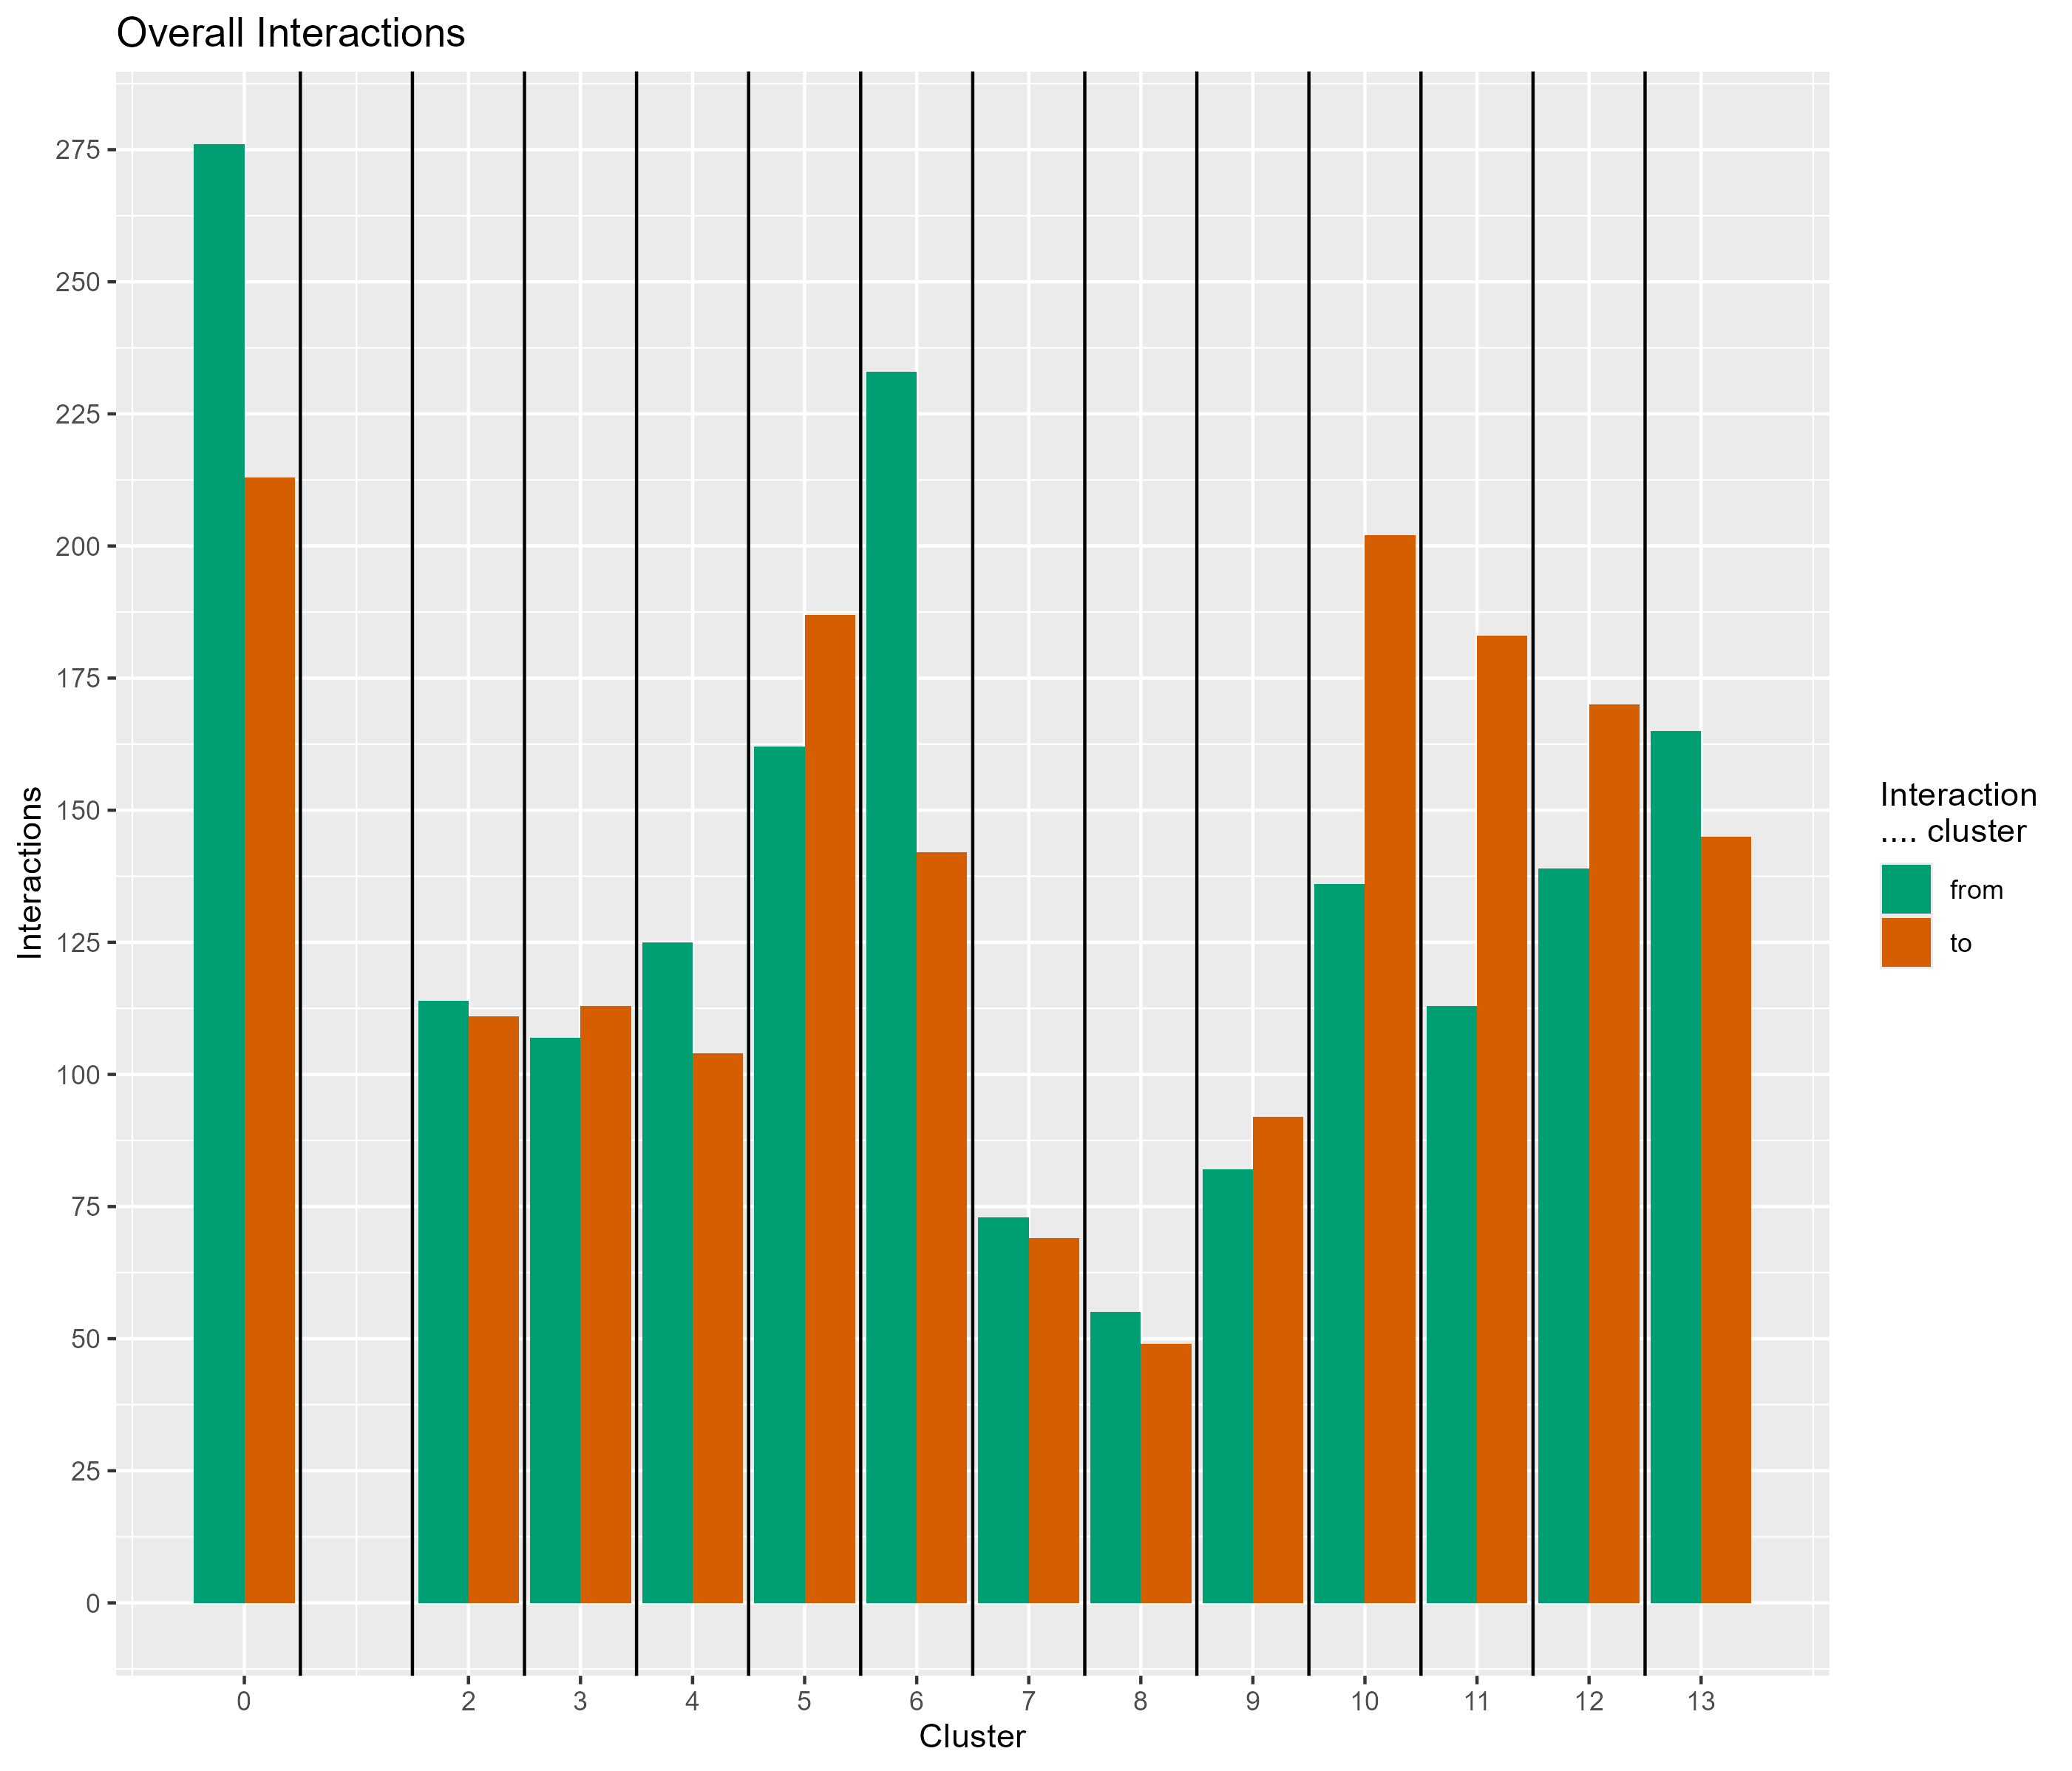 Overall Interactions
275
250
225
200
175
150
125
100
75
50
25
0
Interactions
0 2 3 4 5 6 7 8 9 10 11 12 13
Cluster
Interaction
.... cluster
from
to